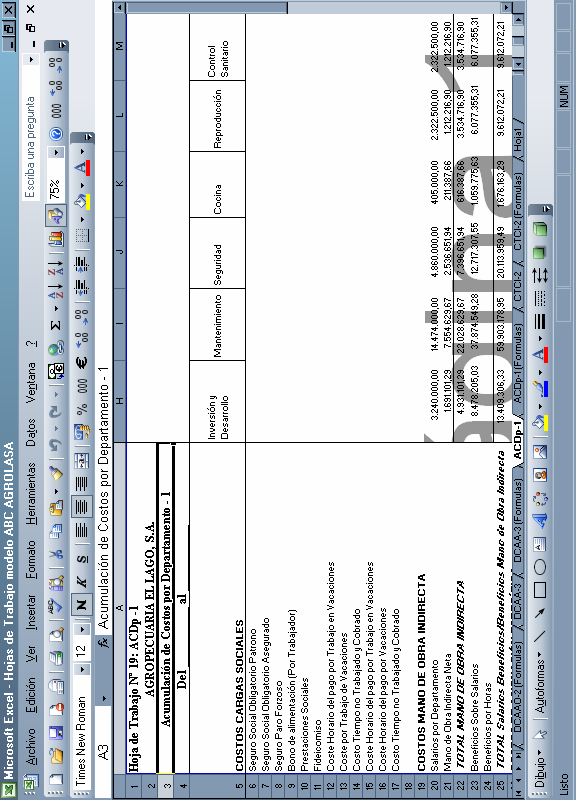 Microsoft Excel - Hojas de Trabajo modelo ABC AGROLASA
Archivo Edición Ver Insertar Formato Herramientas Datos Ventana ?
Escriba una pregunta
75%
Times New Roman 12 N K S % 000 €
A3 fx Acumulación de Costos por Departamento - 1
A H I J K L M
1 Hoja de Trabajo Nº 19: ACDp -1
2 AGROPECUARIA EL LAGO, S.A.
3 Acumulación de Costos por Departamento - 1
4 Del al Inversión y Desarrollo Mantenimiento Seguridad Cocina Reproducción Control Sanitario
5 COSTOS CARGAS SOCIALES
6 Seguro Social Obligatorio Patrono
7 Seguro Social Obligatorio Asegurado
8 Seguro Paro Forzoso
9 Bono de alimentación (Por Trabajador)
10 Prestaciones Sociales
11 Fideicomiso
12 Coste Horario del pago por Trabajo en Vacaciones
13 Coste por Trabajo de Vacaciones
14 Costo Tiempo no Trabajado y Cobrado
15 Coste Horario del pago por Trabajo en Vacaciones
16 Coste Horario de pago por Vacaciones
17 Costo Tiempo no Trabajado y Cobrado
18
19 COSTOS MANO DE OBRA INDIRECTA
20 Salarios por Departamento 3.240.000,00 14.474.000,00 4.860.000,00 405.000,00 2.322.500,00 2.322.500,00
21 Mano de Obra Indirecta Neta 1.691.101,29 7.554.629,67 2.536.651,94 211.387,66 1.212.216,90 1.212.216,90
22 TOTAL MANO DE OBRA INDIRECTA 4.931.101,29 22.028.629,67 7.396.651,94 616.387,66 3.534.716,90 3.534.716,90
23 Beneficios Sobre Salarios 8.478.205,03 37.874.549,28 12.717.307,55 1.059.775,63 6.077.355,31 6.077.355,31
24 Beneficios por Horas
25 TOTAL Salarios Beneficios/Beneficios Mano de Obra Indirecta 13.409.306,33 59.903.178,95 20.113.959,49 1.676.163,29 9.612.072,21 9.612.072,21
DCAAO-2 (Formulas) DCAA-3 DCAA-3 (Formulas) ACDp-1 ACDp-1 (Formulas) CTCI-2 CTCI-2 (Formulas) Hoja1
Dibujo Autoformas
Listo NUM